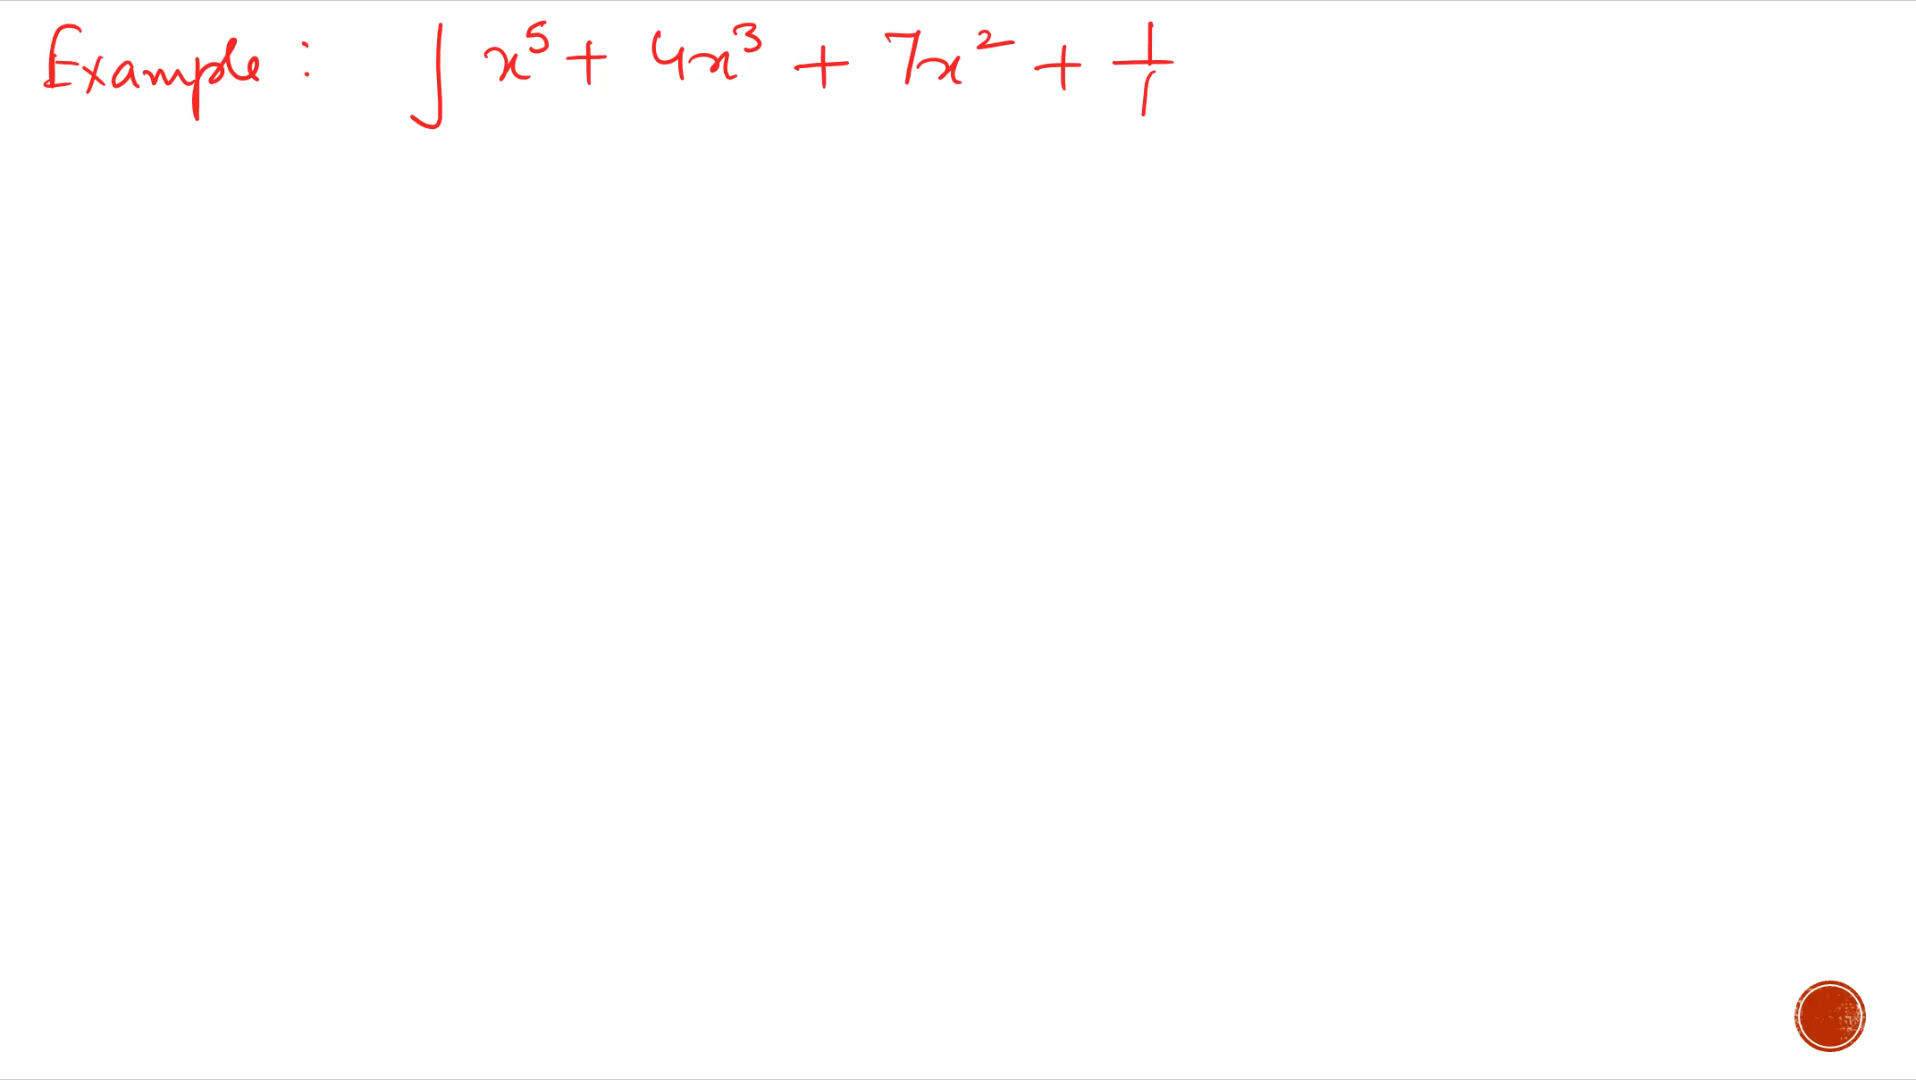 Example : ∫ x⁵ + 4x³ + 7x² + 1/